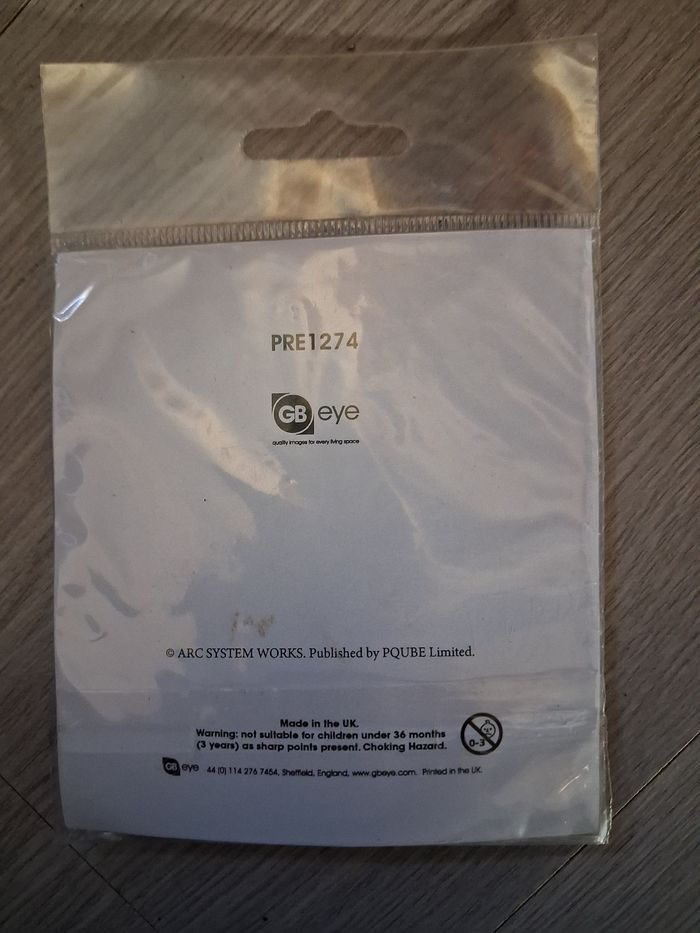 PRE1274
GB eye
quality images for every living space
© ARC SYSTEM WORKS. Published by PQUBE Limited.
Made in the UK.
Warning: not suitable for children under 36 months
(3 years) as sharp points present. Choking Hazard.
0-3
GB eye 44 (0) 114 276 7454, Sheffield, England, www.gbeye.com. Printed in the UK.